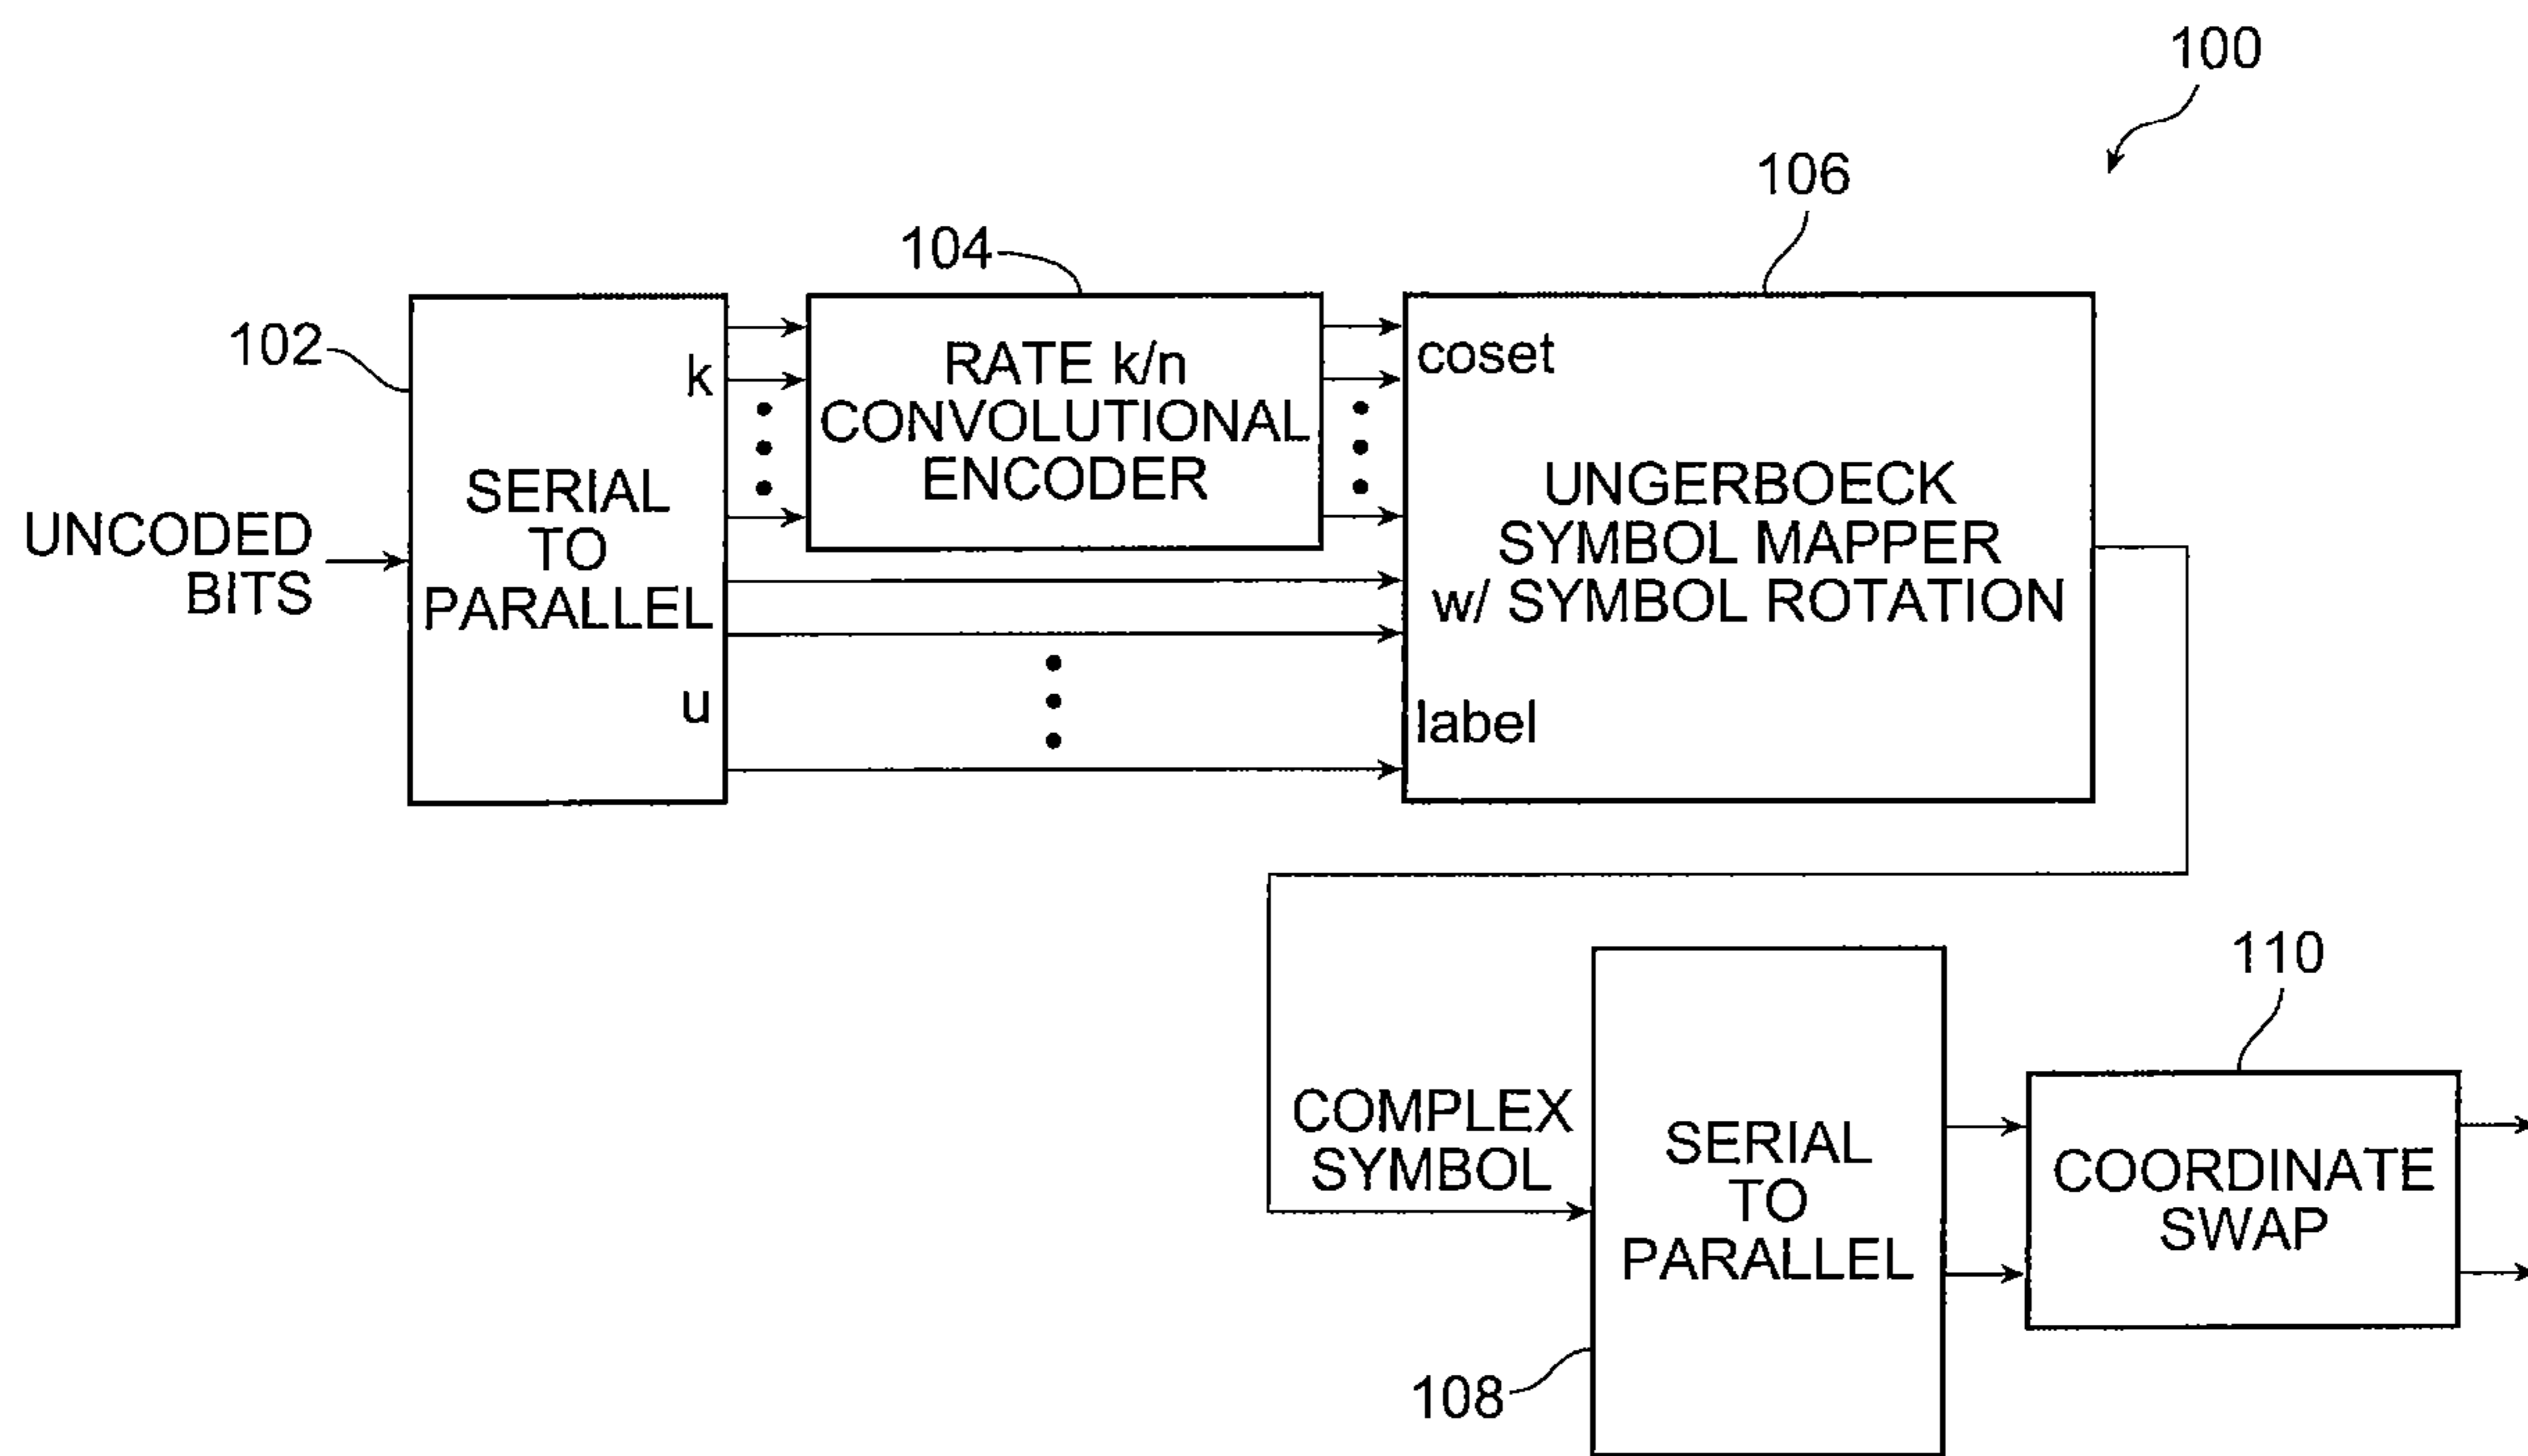 100
106
104
102
k
RATE k/n
CONVOLUTIONAL
ENCODER
coset
SERIAL
TO
PARALLEL
UNCODED
BITS
UNGERBOECK
SYMBOL MAPPER
w/ SYMBOL ROTATION
u
label
110
COMPLEX
SYMBOL
SERIAL
TO
PARALLEL
COORDINATE
SWAP
108